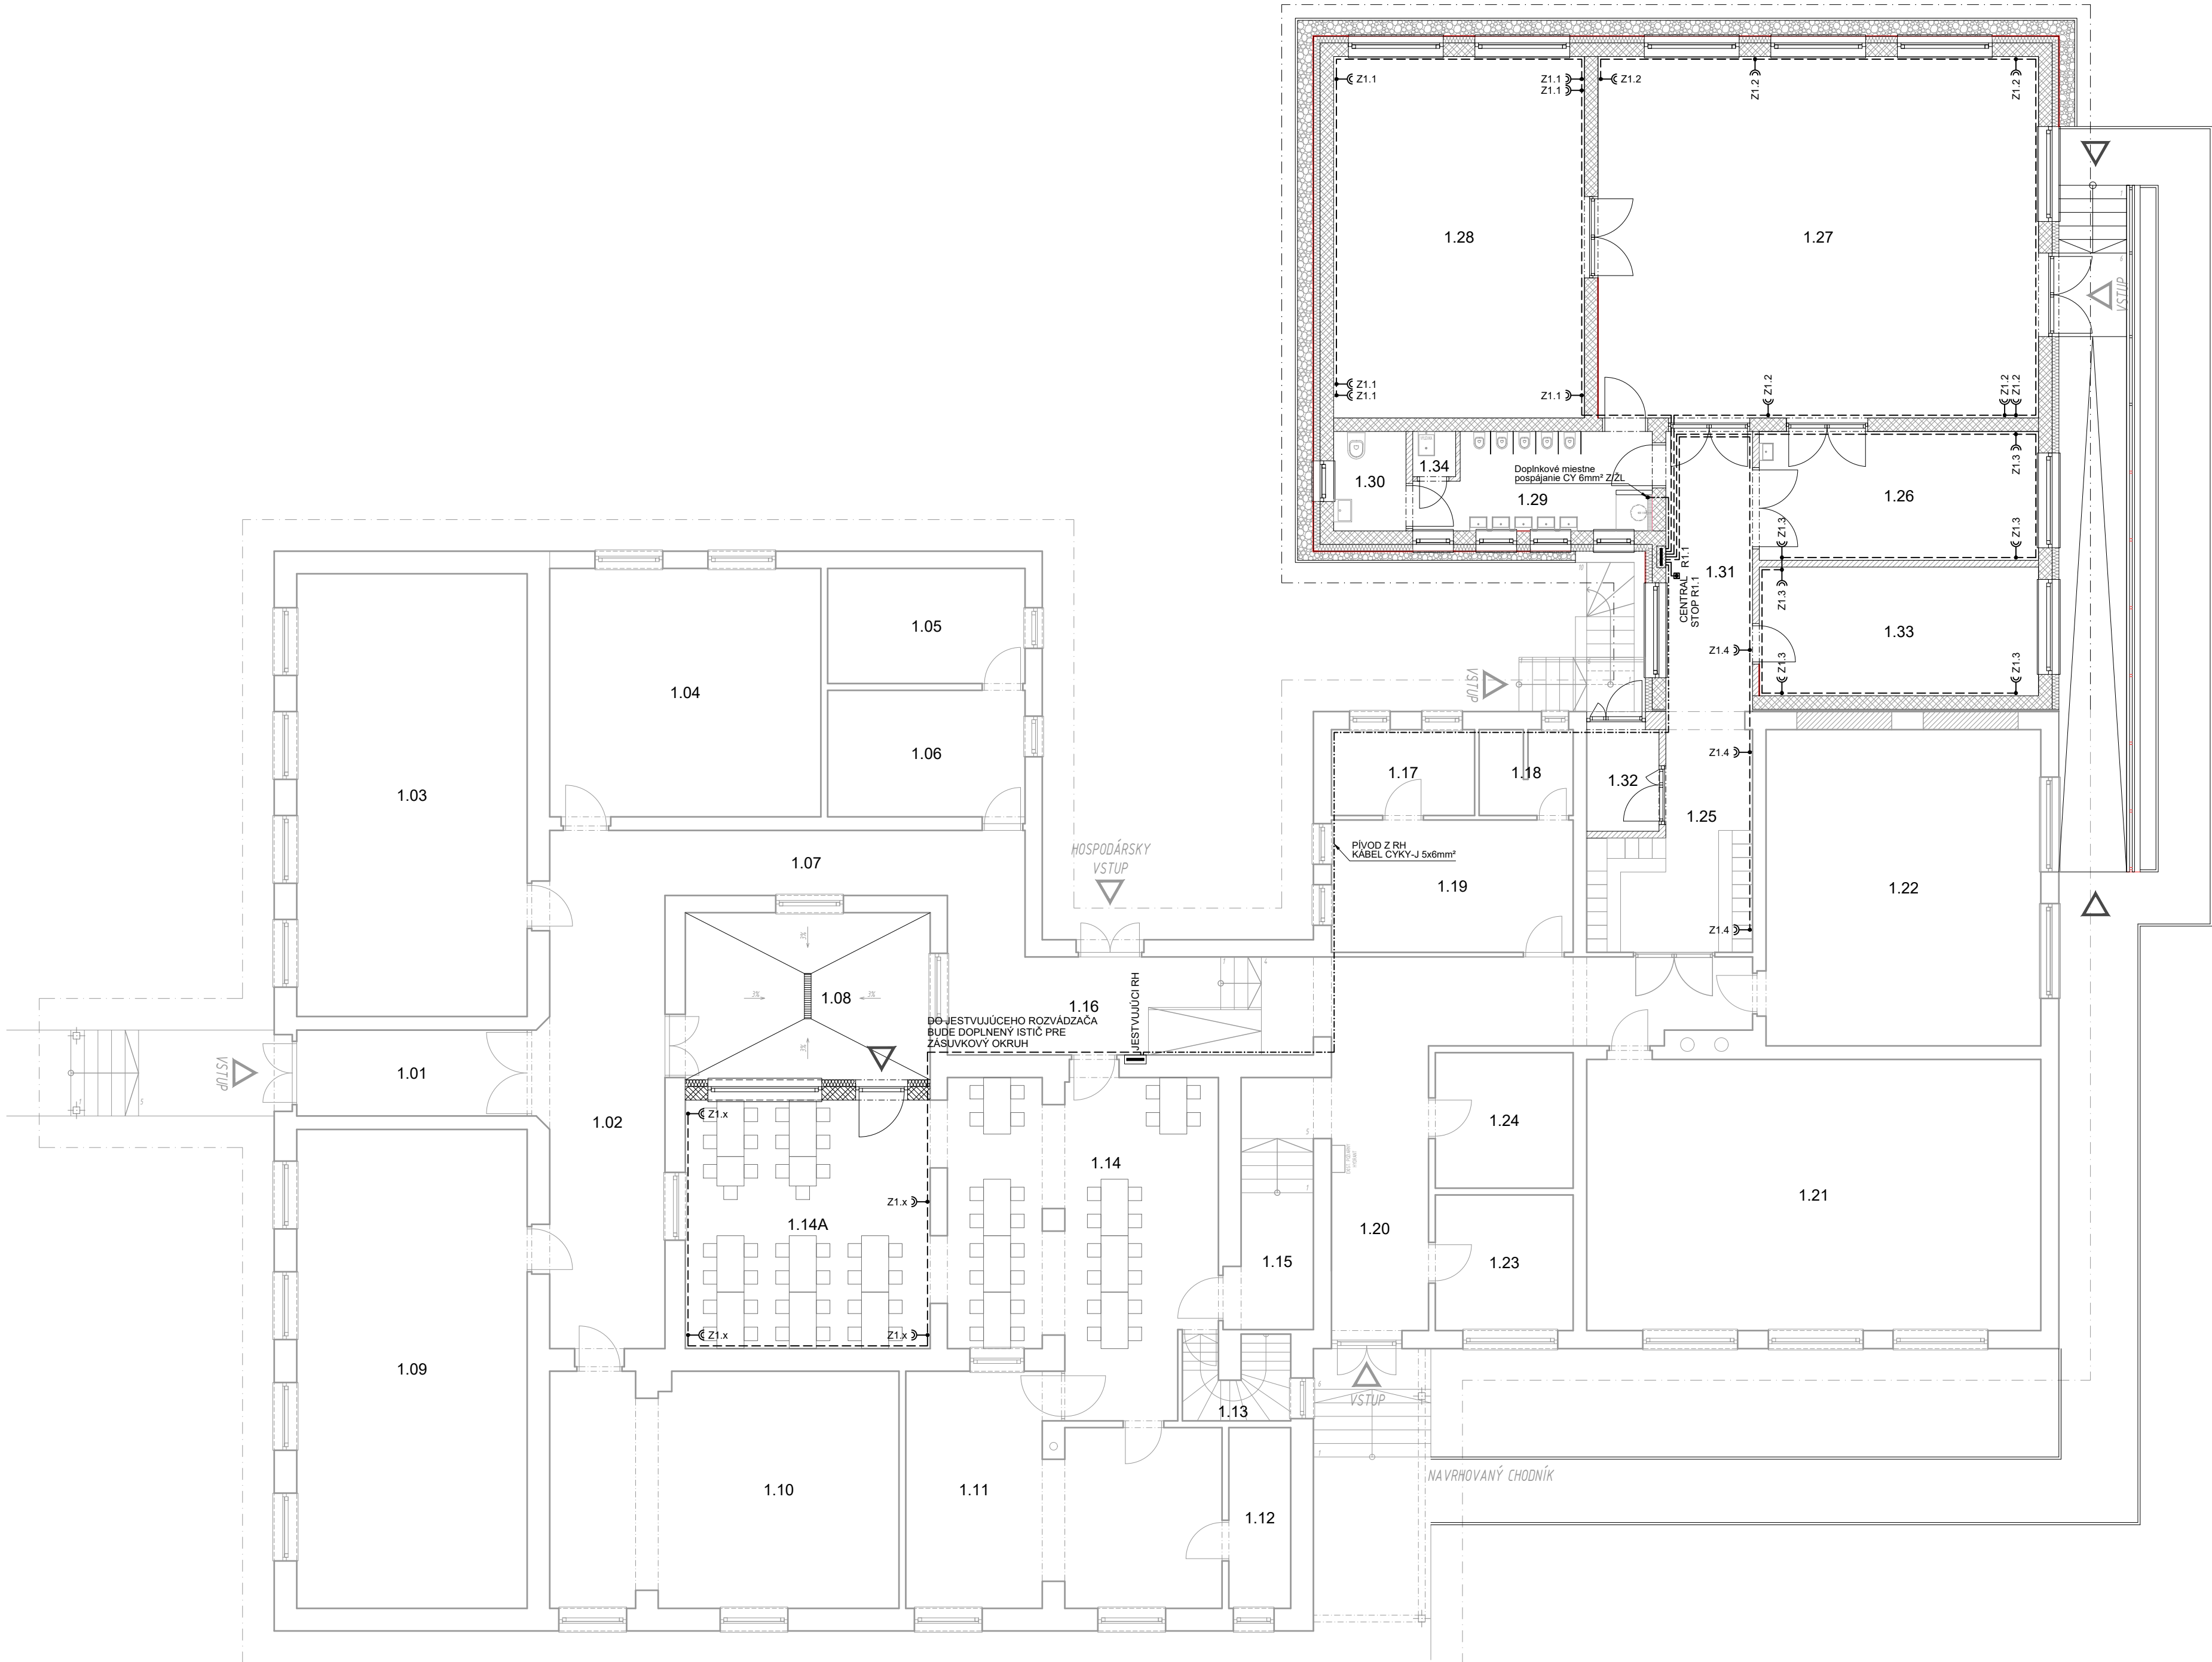 Z1.1
Z1.1
Z1.1
Z1.2
Z1.2
Z1.2
1.28
1.27
VSTUP
Z1.1
Z1.1
Z1.1
Z1.2
Z1.2
Z1.2
1.30
1.34
Doplnkové miestne
pospájanie CY 6mm² Z/ŽL
1.29
1.26
Z1.3
Z1.3
Z1.3
R1.1
CENTRAL
STOP R1.1
1.31
Z1.3
1.33
Z1.4
Z1.3
Z1.3
VSTUP
1.05
1.04
1.06
1.03
1.07
HOSPODÁRSKY
VSTUP
1.17
1.18
1.32
Z1.4
1.25
PÍVOD Z RH
KÁBEL CYKY-J 5x6mm²
1.19
1.22
Z1.4
3%
3%
1.08
3%
3%
1.16
JESTVUJÚCI RH
DO JESTVUJÚCEHO ROZVÁDZAČA
BUDE DOPLNENÝ ISTIČ PRE
ZÁSUVKOVÝ OKRUH
VSTUP
1.01
1.02
Z1.x
1.14
Z1.x
1.14A
1.24
1.21
1.20
1.15
1.23
Z1.x
Z1.x
1.09
1.13
VSTUP
1.10
1.11
1.12
NAVRHOVANÝ CHODNÍK